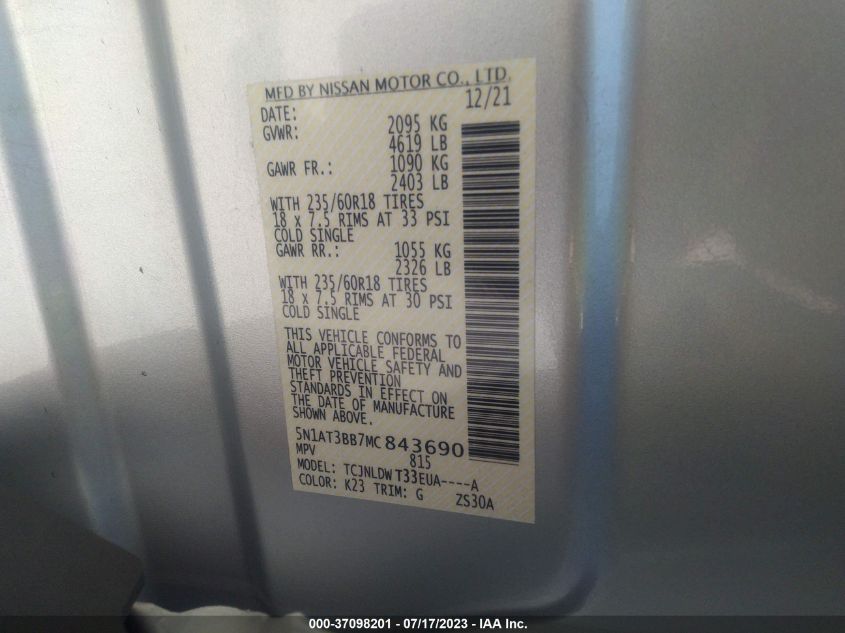 MFD BY NISSAN MOTOR CO., LTD.
DATE: 12/21
GVWR: 2095 KG
4619 LB
GAWR FR.: 1090 KG
2403 LB
WITH 235/60R18 TIRES
18 x 7.5 RIMS AT 33 PSI
COLD SINGLE
GAWR RR.: 1055 KG
2326 LB
WITH 235/60R18 TIRES
18 x 7.5 RIMS AT 30 PSI
COLD SINGLE
THIS VEHICLE CONFORMS TO
ALL APPLICABLE FEDERAL
MOTOR VEHICLE SAFETY AND
THEFT PREVENTION
STANDARDS IN EFFECT ON
THE DATE OF MANUFACTURE
SHOWN ABOVE.
5N1AT3BB7MC843690
MPV 815
MODEL: TCJNLDWT33EUA----A
COLOR: K23 TRIM: G ZS30A
000-37098201 - 07/17/2023 - IAA Inc.